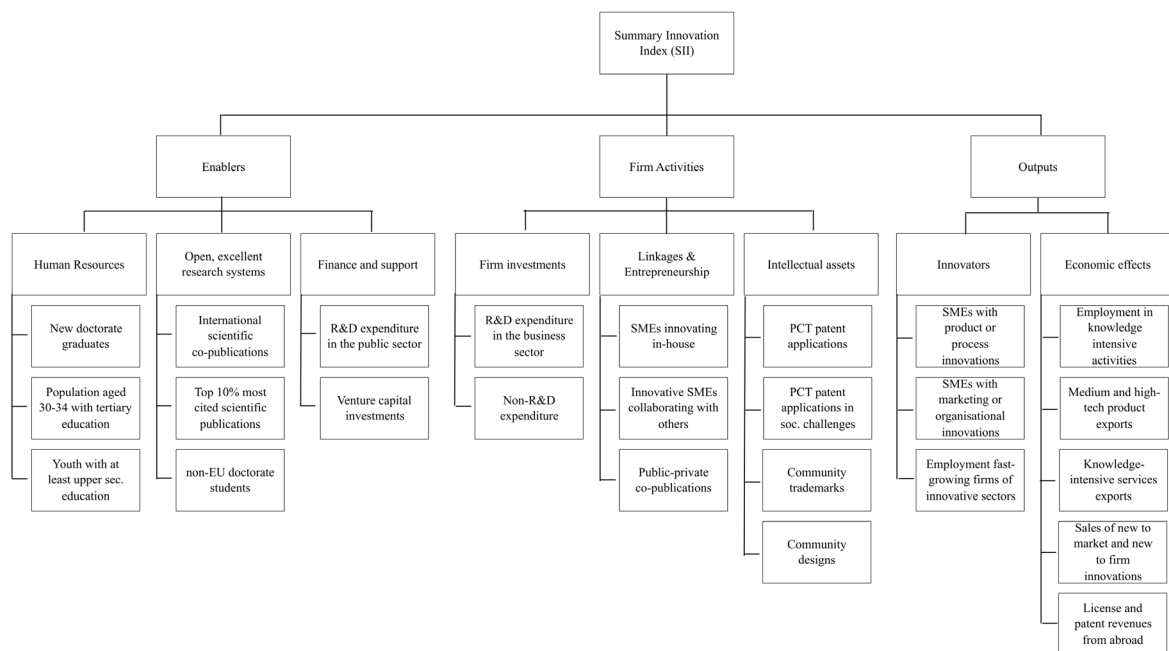 Summary Innovation
Index (SII)
Enablers
Firm Activities
Outputs
Human Resources
Open, excellent
research systems
Finance and support
Firm investments
Linkages &
Entrepreneurship
Intellectual assets
Innovators
Economic effects
New doctorate
graduates
Population aged
30-34 with tertiary
education
Youth with at
least upper sec.
education
International
scientific
co-publications
Top 10% most
cited scientific
publications
non-EU doctorate
students
R&D expenditure
in the public sector
Venture capital
investments
R&D expenditure
in the business
sector
Non-R&D
expenditure
SMEs innovating
in-house
Innovative SMEs
collaborating with
others
Public-private
co-publications
PCT patent
applications
PCT patent
applications in
soc. challenges
Community
trademarks
Community
designs
SMEs with
product or
process
innovations
SMEs with
marketing or
organisational
innovations
Employment fast-
growing firms of
innovative sectors
Employment in
knowledge
intensive
activities
Medium and high-
tech product
exports
Knowledge-
intensive services
exports
Sales of new to
market and new
to firm
innovations
License and
patent revenues
from abroad